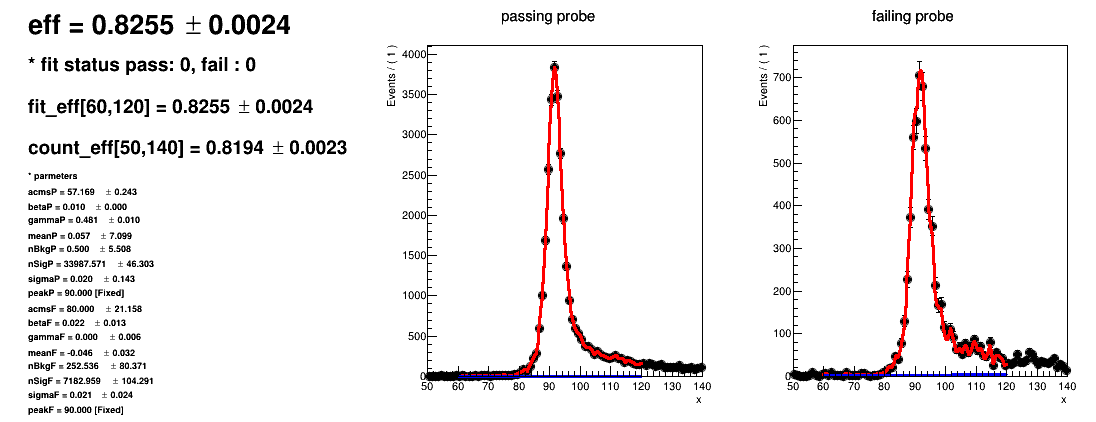 eff = 0.8255 ± 0.0024
* fit status pass: 0, fail : 0
fit_eff[60,120] = 0.8255 ± 0.0024
count_eff[50,140] = 0.8194 ± 0.0023
* parmeters
acmsP = 57.169 ± 0.243
betaP = 0.010 ± 0.000
gammaP = 0.481 ± 0.010
meanP = 0.057 ± 7.099
nBkgP = 0.500 ± 5.508
nSigP = 33987.571 ± 46.303
sigmaP = 0.020 ± 0.143
peakP = 90.000 [Fixed]
acmsF = 80.000 ± 21.158
betaF = 0.022 ± 0.013
gammaF = 0.000 ± 0.006
meanF = -0.046 ± 0.032
nBkgF = 252.536 ± 80.371
nSigF = 7182.959 ± 104.291
sigmaF = 0.021 ± 0.024
peakF = 90.000 [Fixed]
passing probe
Events / ( 1 )
4000
3500
3000
2500
2000
1500
1000
500
0
50 60 70 80 90 100 110 120 130 140
x
failing probe
Events / ( 1 )
700
600
500
400
300
200
100
0
50 60 70 80 90 100 110 120 130 140
x